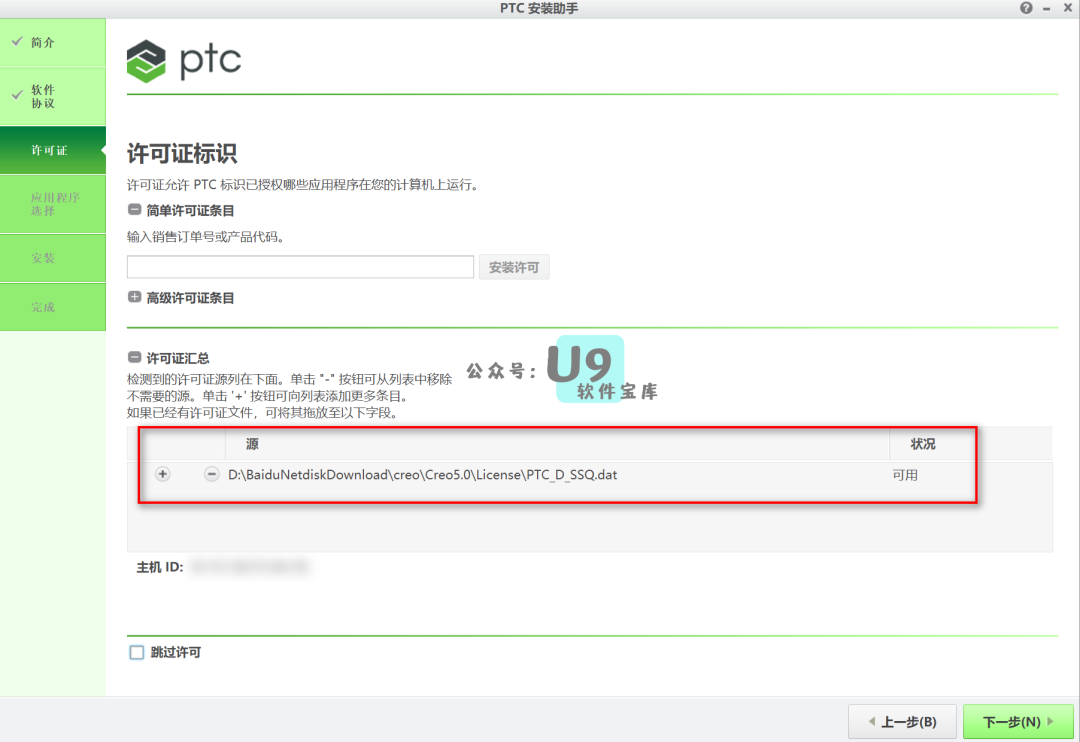 PTC 安装助手
简介
软件
协议
许可证
应用程序
选择
安装
完成
ptc
许可证标识
许可证允许 PTC 标识已授权哪些应用程序在您的计算机上运行。
简单许可证条目
输入销售订单号或产品代码。
安装许可
高级许可证条目
许可证汇总
检测到的许可证源列在下面。单击 "-" 按钮可从列表中移除
不需要的源。单击 '+' 按钮可向列表添加更多条目。
如果已经有许可证文件，可将其拖放至以下字段。
公众号：U9
软件宝库
源 状况
D:\BaiduNetdiskDownload\creo\Creo5.0\License\PTC_D_SSQ.dat 可用
主机 ID:
跳过许可
上一步(B) 下一步(N)